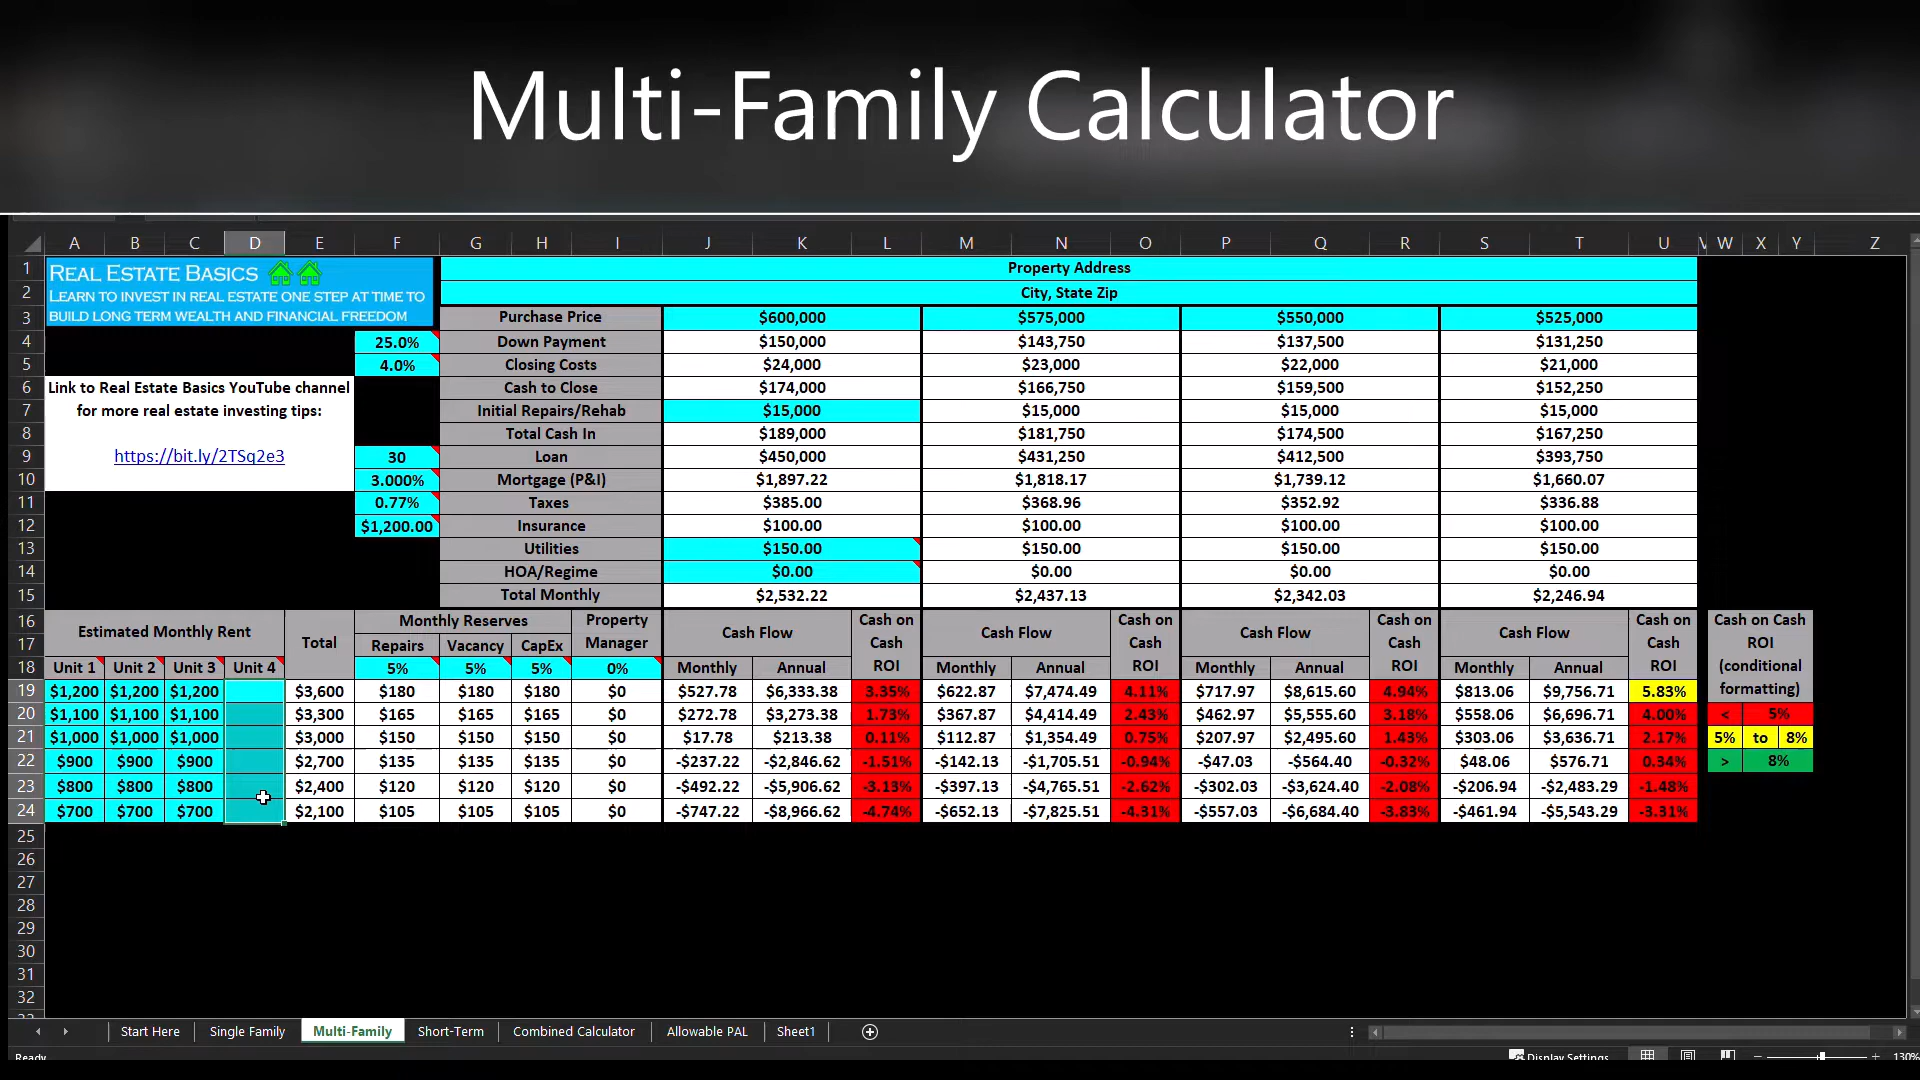 Multi-Family Calculator
A B C D E F G H I J K L M N O P Q R S T U V W X Y Z
1 REAL ESTATE BASICS Property Address
2 LEARN TO INVEST IN REAL ESTATE ONE STEP AT TIME TO City, State Zip
3 BUILD LONG TERM WEALTH AND FINANCIAL FREEDOM Purchase Price $600,000 $575,000 $550,000 $525,000
4 25.0% Down Payment $150,000 $143,750 $137,500 $131,250
5 4.0% Closing Costs $24,000 $23,000 $22,000 $21,000
6 Link to Real Estate Basics YouTube channel Cash to Close $174,000 $166,750 $159,500 $152,250
7 for more real estate investing tips: Initial Repairs/Rehab $15,000 $15,000 $15,000 $15,000
8 Total Cash In $189,000 $181,750 $174,500 $167,250
9 https://bit.ly/2TSq2e3 30 Loan $450,000 $431,250 $412,500 $393,750
10 3.000% Mortgage (P&I) $1,897.22 $1,818.17 $1,739.12 $1,660.07
11 0.77% Taxes $385.00 $368.96 $352.92 $336.88
12 $1,200.00 Insurance $100.00 $100.00 $100.00 $100.00
13 Utilities $150.00 $150.00 $150.00 $150.00
14 HOA/Regime $0.00 $0.00 $0.00 $0.00
15 Total Monthly $2,532.22 $2,437.13 $2,342.03 $2,246.94
16 Estimated Monthly Rent Total Monthly Reserves Property Cash Flow Cash on Cash Flow Cash on Cash Flow Cash on Cash Flow Cash on Cash on Cash
17 Repairs Vacancy CapEx Manager Cash Cash Cash Cash ROI
18 Unit 1 Unit 2 Unit 3 Unit 4 5% 5% 5% 0% Monthly Annual ROI Monthly Annual ROI Monthly Annual ROI Monthly Annual ROI (conditional
19 $1,200 $1,200 $1,200 $3,600 $180 $180 $180 $0 $527.78 $6,333.38 3.35% $622.87 $7,474.49 4.11% $717.97 $8,615.60 4.94% $813.06 $9,756.71 5.83% formatting)
20 $1,100 $1,100 $1,100 $3,300 $165 $165 $165 $0 $272.78 $3,273.38 1.73% $367.87 $4,414.49 2.43% $462.97 $5,555.60 3.18% $558.06 $6,696.71 4.00% < 5%
21 $1,000 $1,000 $1,000 $3,000 $150 $150 $150 $0 $17.78 $213.38 0.11% $112.87 $1,354.49 0.75% $207.97 $2,495.60 1.43% $303.06 $3,636.71 2.17% 5% to 8%
22 $900 $900 $900 $2,700 $135 $135 $135 $0 -$237.22 -$2,846.62 -1.51% -$142.13 -$1,705.51 -0.94% -$47.03 -$564.40 -0.32% $48.06 $576.71 0.34% > 8%
23 $800 $800 $800 $2,400 $120 $120 $120 $0 -$492.22 -$5,906.62 -3.13% -$397.13 -$4,765.51 -2.62% -$302.03 -$3,624.40 -2.08% -$206.94 -$2,483.29 -1.48%
24 $700 $700 $700 $2,100 $105 $105 $105 $0 -$747.22 -$8,966.62 -4.74% -$652.13 -$7,825.51 -4.31% -$557.03 -$6,684.40 -3.83% -$461.94 -$5,543.29 -3.31%
25
26
27
28
29
30
31
32
Start Here Single Family Multi-Family Short-Term Combined Calculator Allowable PAL Sheet1
Ready Display Settings 130%